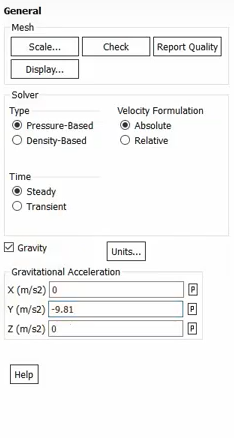 General
Mesh
Scale... Check Report Quality
Display...
Solver
Type Velocity Formulation
Pressure-Based Absolute
Density-Based Relative
Time
Steady
Transient
Gravity Units...
Gravitational Acceleration
X (m/s2) 0 P
Y (m/s2) -9.81 P
Z (m/s2) 0 P
Help